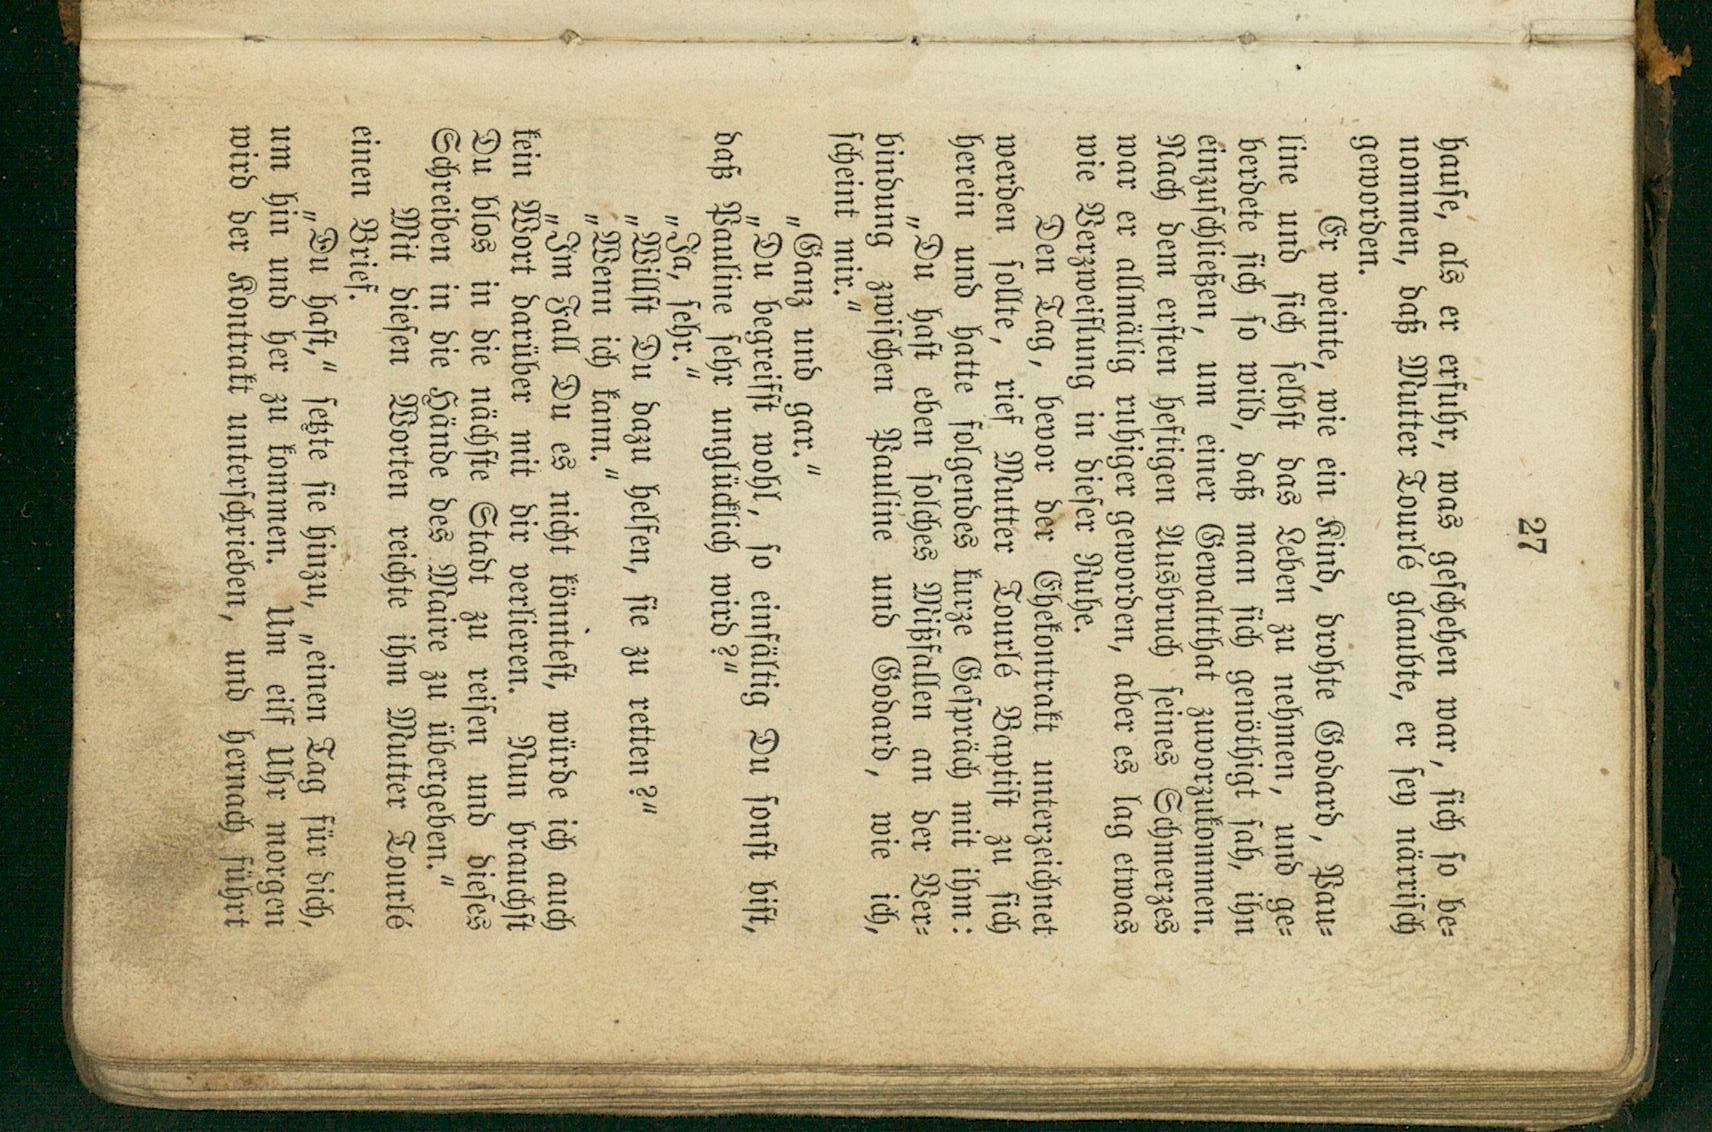 27
hause, als er erfuhr, was geschehen war, sich so be-
nommen, daß Mutter Tourlé glaubte, er sey närrisch
geworden.
Er weinte, wie ein Kind, drohte Godard, Pau-
line und sich selbst das Leben zu nehmen, und ge-
berdete sich so wild, daß man sich genöthigt sah, ihn
einzuschließen, um einer Gewaltthat zuvorzukommen.
Nach dem ersten heftigen Ausbruch seines Schmerzes
war er allmälig ruhiger geworden, aber es lag etwas
wie Verzweiflung in dieser Ruhe.
Den Tag, bevor der Ehekontrakt unterzeichnet
werden sollte, rief Mutter Tourlé Baptist zu sich
herein und hatte folgendes kurze Gespräch mit ihm:
„Du hast eben solches Mißfallen an der Ver-
bindung zwischen Pauline und Godard, wie ich,
scheint mir.“
„Ganz und gar.“
„Du begreifst wohl, so einfältig Du sonst bist,
daß Pauline sehr unglücklich wird?“
„Ja, sehr.“
„Willst Du dazu helfen, sie zu retten?“
„Wenn ich kann.“
„Im Fall Du es nicht könntest, würde ich auch
kein Wort darüber mit dir verlieren. Nun brauchst
Du blos in die nächste Stadt zu reisen und dieses
Schreiben in die Hände des Maire zu übergeben.“
Mit diesen Worten reichte ihm Mutter Tourlé
einen Brief.
„Du hast,“ setzte sie hinzu, „einen Tag für dich,
um hin und her zu kommen. Um eilf Uhr morgen
wird der Kontrakt unterschrieben, und hernach führt